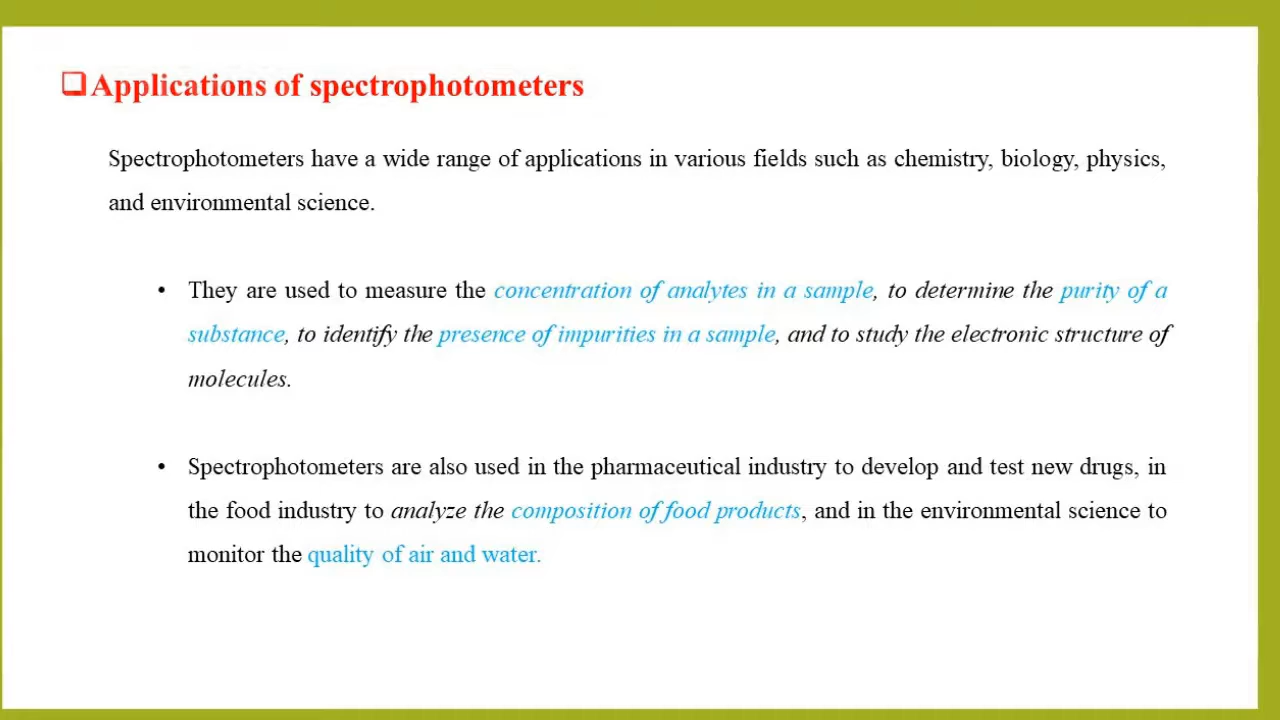 ❑Applications of spectrophotometers
Spectrophotometers have a wide range of applications in various fields such as chemistry, biology, physics,
and environmental science.
• They are used to measure the concentration of analytes in a sample, to determine the purity of a
substance, to identify the presence of impurities in a sample, and to study the electronic structure of
molecules.
• Spectrophotometers are also used in the pharmaceutical industry to develop and test new drugs, in
the food industry to analyze the composition of food products, and in the environmental science to
monitor the quality of air and water.